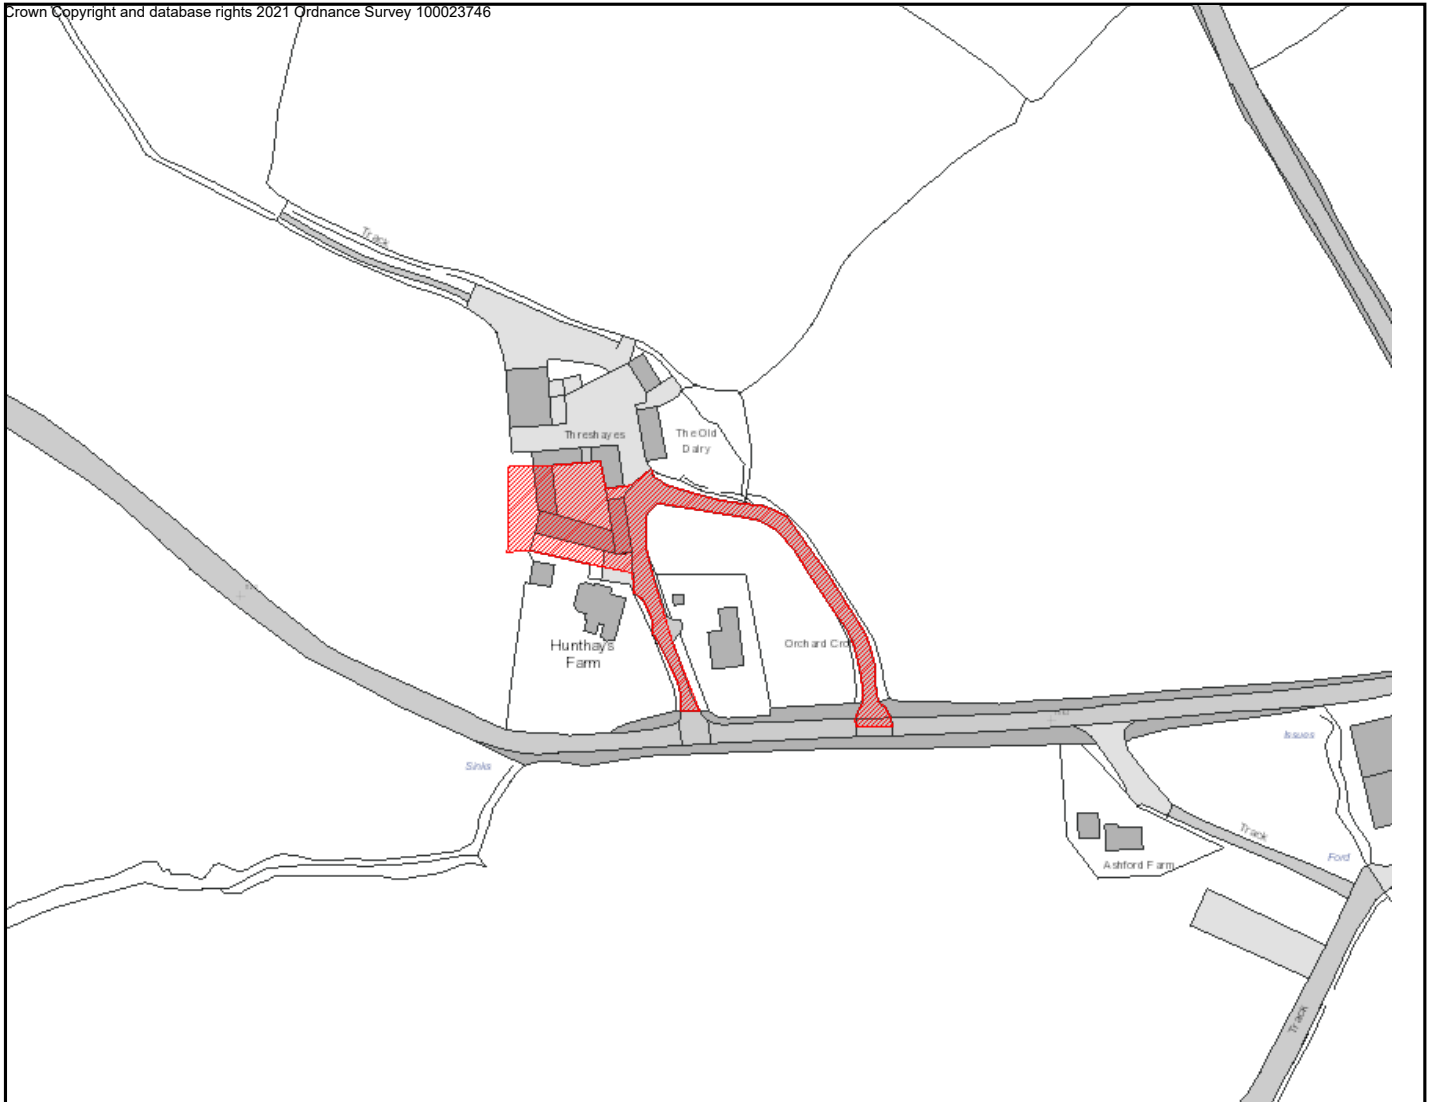 Crown Copyright and database rights 2021 Ordnance Survey 100023746
Track
Threshayes
The Old
Dairy
Hunthays
Farm
Orchard
Sinks
Issues
Track
Ford
Ashford Farm
Track